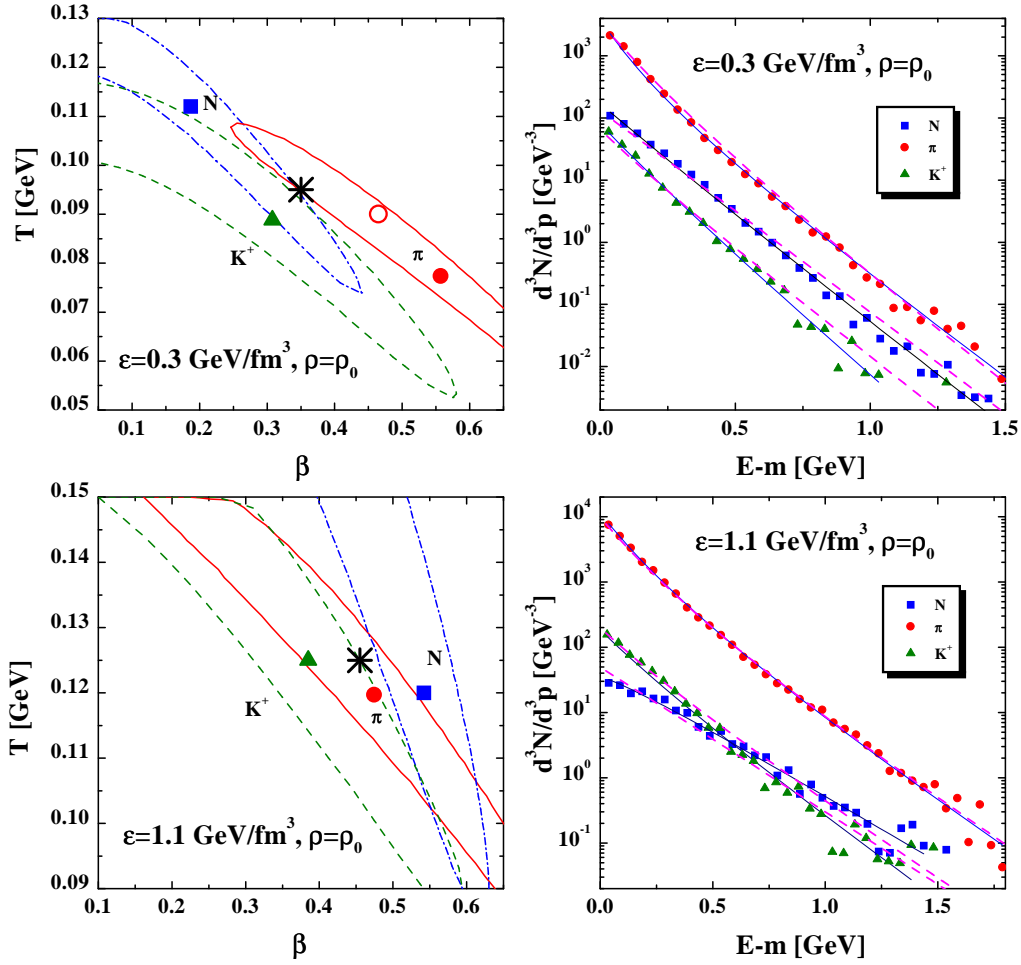 0.13
0.12
0.11
0.10
0.09
0.08
0.07
0.06
0.05
T [GeV]
N
K⁺
π
ε=0.3 GeV/fm³, ρ=ρ₀
0.1 0.2 0.3 0.4 0.5 0.6
β
10³
10²
10¹
10⁰
10⁻¹
10⁻²
d³N/d³p [GeV⁻³]
ε=0.3 GeV/fm³, ρ=ρ₀
N
π
K⁺
0.0 0.5 1.0 1.5
E-m [GeV]
0.15
0.14
0.13
0.12
0.11
0.10
0.09
T [GeV]
N
K⁺
π
ε=1.1 GeV/fm³, ρ=ρ₀
0.1 0.2 0.3 0.4 0.5 0.6
β
10⁴
10³
10²
10¹
10⁰
10⁻¹
d³N/d³p [GeV⁻³]
ε=1.1 GeV/fm³, ρ=ρ₀
N
π
K⁺
0.0 0.5 1.0 1.5
E-m [GeV]